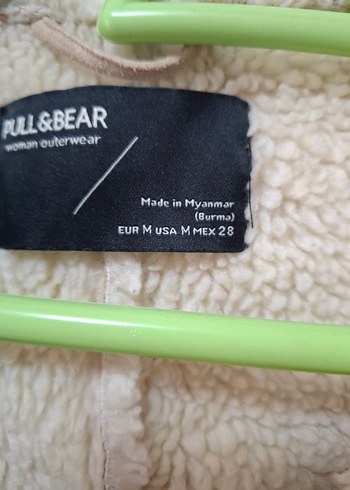 PULL&BEAR
woman outerwear
Made in Myanmar
(Burma)
EUR M USA M MEX 28